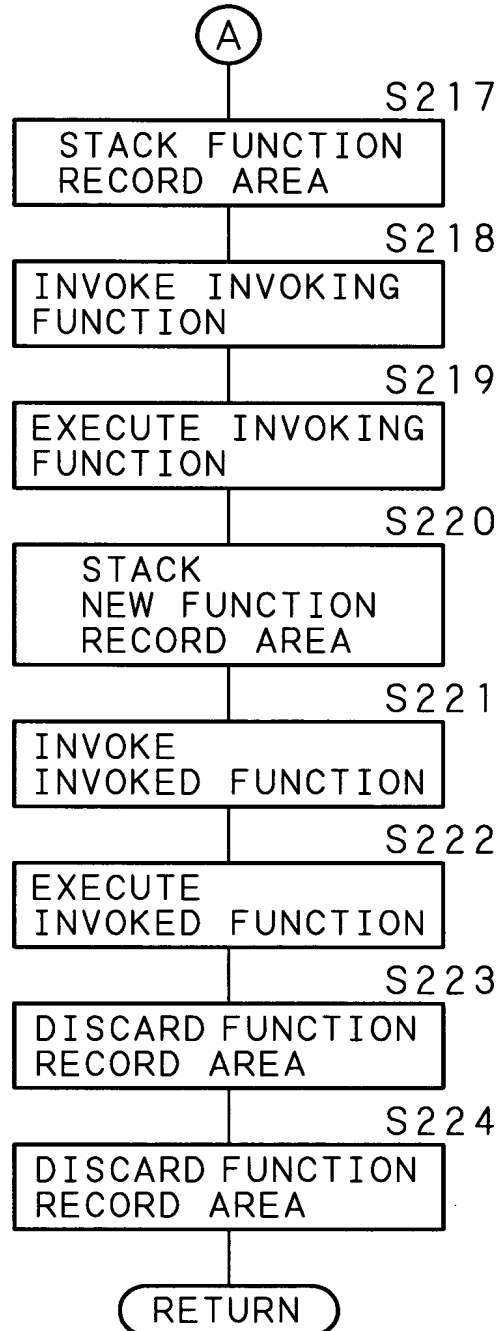 A
S217
STACK FUNCTION
RECORD AREA
S218
INVOKE INVOKING
FUNCTION
S219
EXECUTE INVOKING
FUNCTION
S220
STACK
NEW FUNCTION
RECORD AREA
S221
INVOKE
INVOKED FUNCTION
S222
EXECUTE
INVOKED FUNCTION
S223
DISCARD FUNCTION
RECORD AREA
S224
DISCARD FUNCTION
RECORD AREA
RETURN